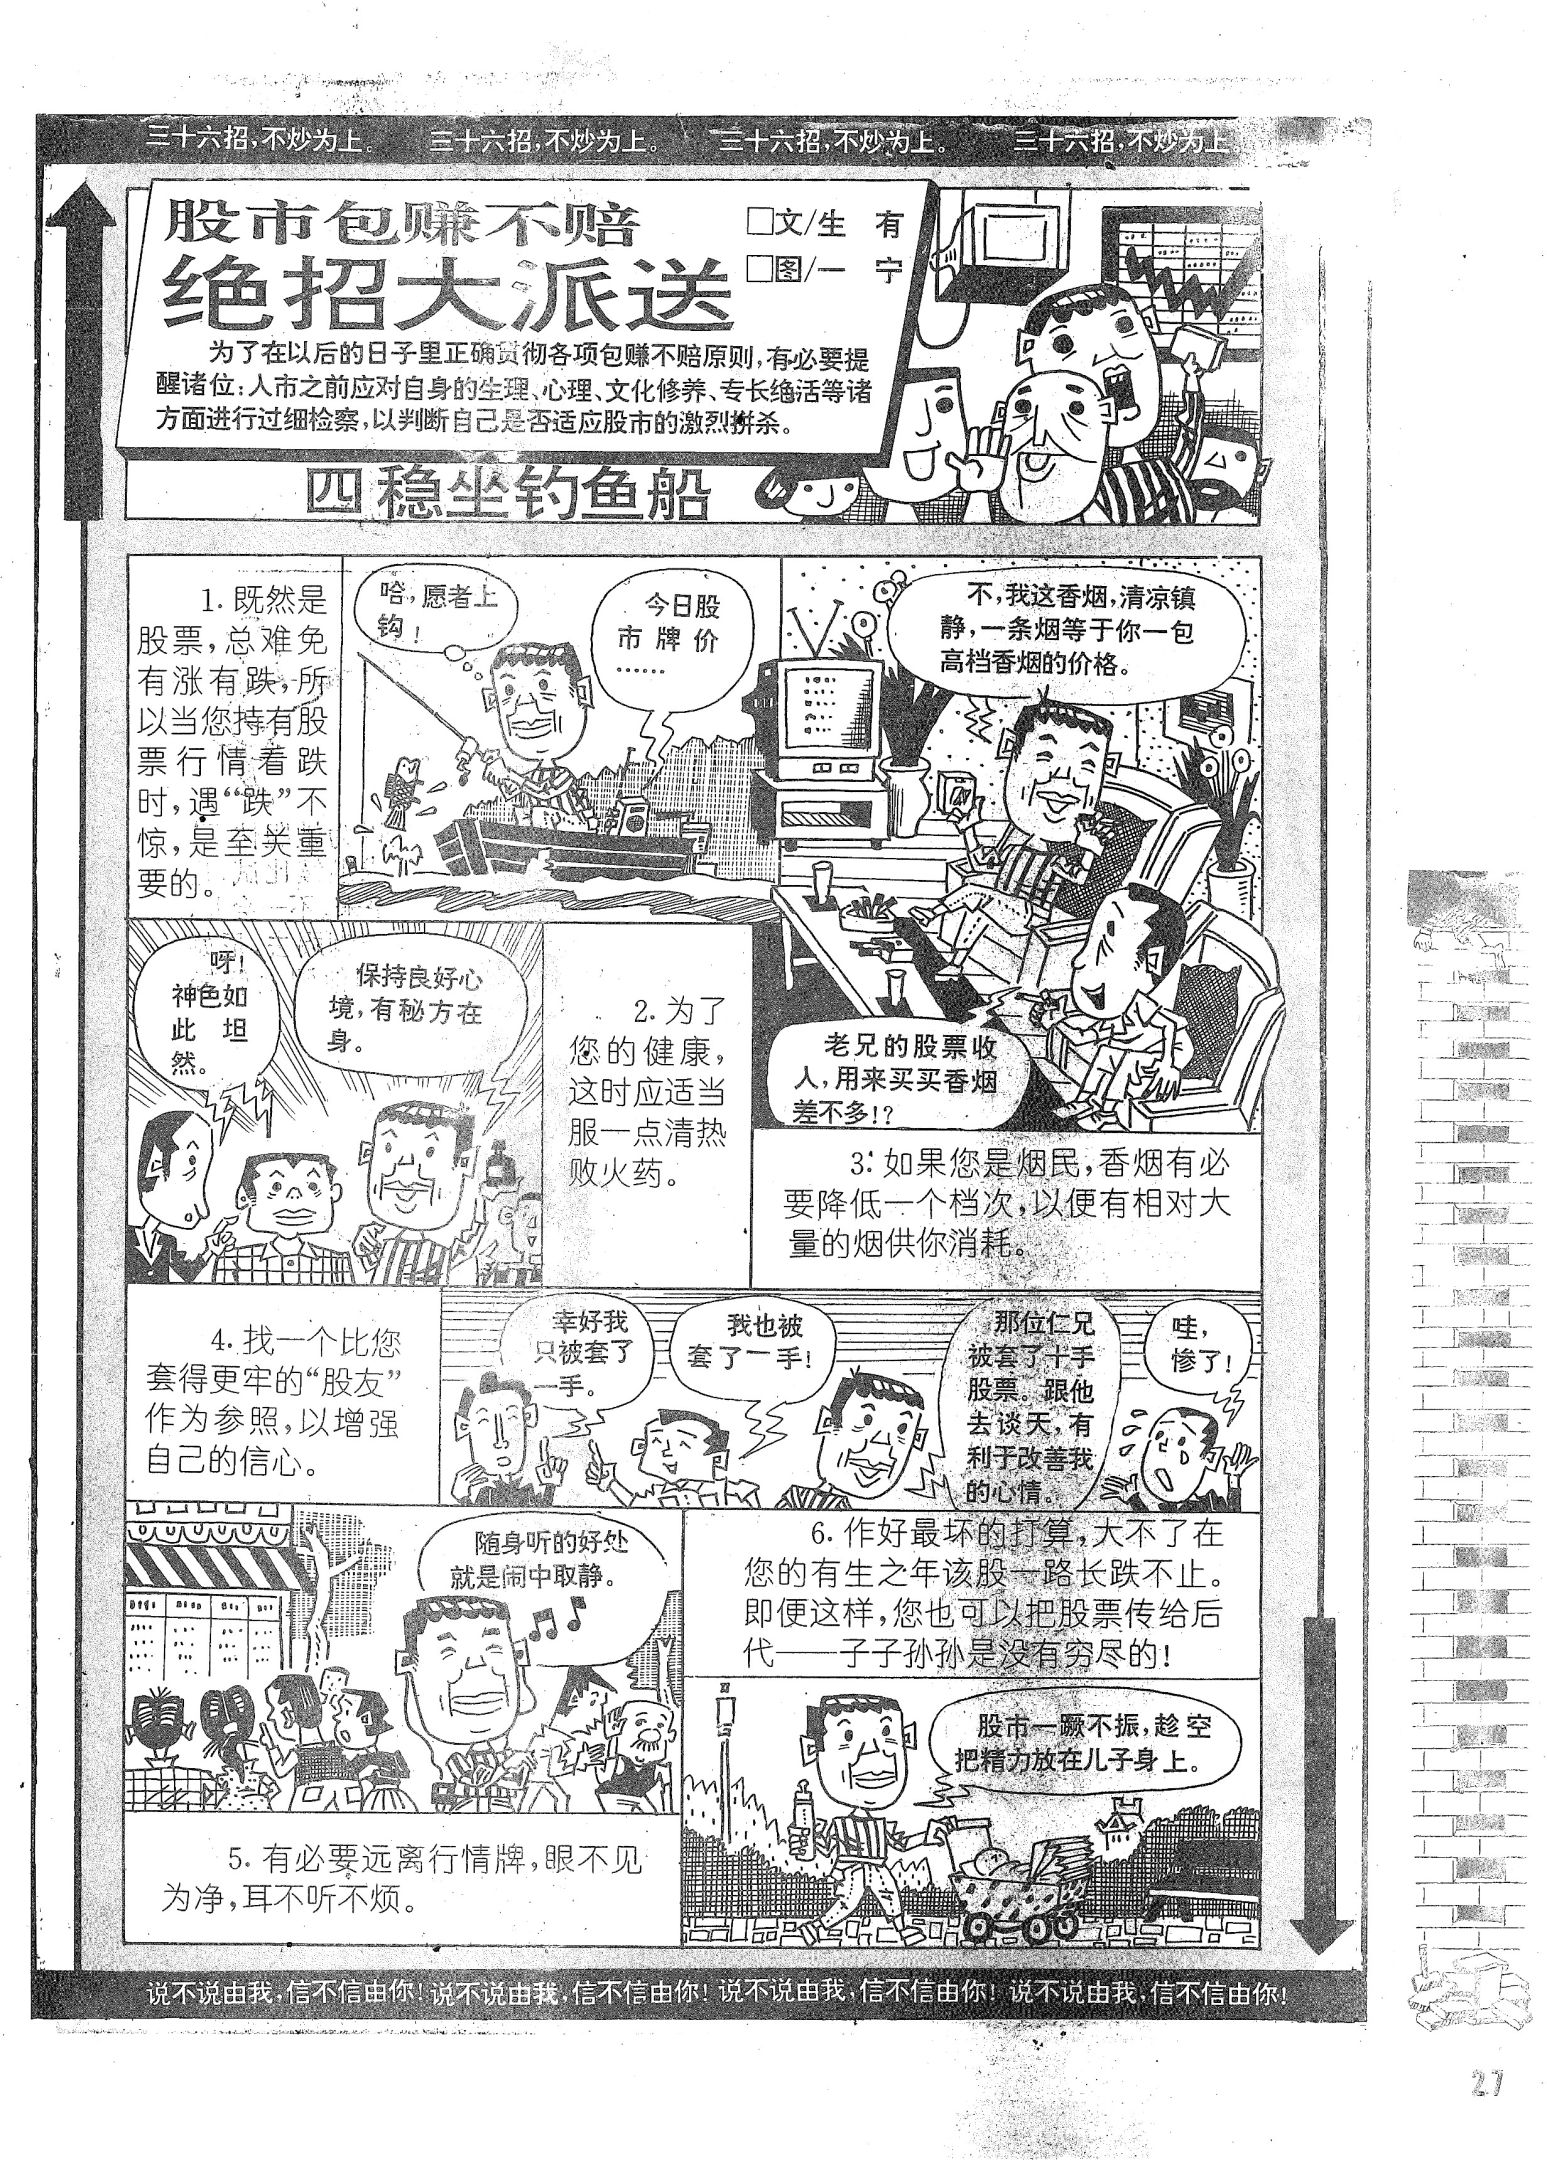 三十六招,不炒为上。 三十六招,不炒为上。 三十六招,不炒为上。 三十六招,不炒为上。
股市包赚不赔
绝招大派送
□文/生 有
□图/一 宁
为了在以后的日子里正确贯彻各项包赚不赔原则,有必要提
醒诸位:人市之前应对自身的生理、心理、文化修养、专长绝活等诸
方面进行过细检察,以判断自己是否适应股市的激烈拼杀。
四 稳坐钓鱼船
1. 既然是
股票,总难免
有涨有跌,所
以当您持有股
票行情看跌
时,遇“跌”不
惊,是至关重
要的。
哈,愿者上
钩!
今日股
市牌价
……
呀!
神色如
此坦
然。
保持良好心
境,有秘方在
身。
2. 为了
您的健康,
这时应适当
服一点清热
败火药。
不,我这香烟,清凉镇
静,一条烟等于你一包
高档香烟的价格。
老兄的股票收
人,用来买买香烟
差不多!?
3. 如果您是烟民,香烟有必
要降低一个档次,以便有相对大
量的烟供你消耗。
4. 找一个比您
套得更牢的“股友”
作为参照,以增强
自己的信心。
幸好我
只被套了
一手。
我也被
套了一手!
那位仁兄
被套了十手
股票。跟他
去谈天,有
利于改善我
的心情。
哇,
惨了!
随身听的好处
就是闹中取静。
5. 有必要远离行情牌,眼不见
为净,耳不听不烦。
6. 作好最坏的打算,大不了在
您的有生之年该股一路长跌不止。
即便这样,您也可以把股票传给后
代——子子孙孙是没有穷尽的!
股市一蹶不振,趁空
把精力放在儿子身上。
说不说由我,信不信由你! 说不说由我,信不信由你! 说不说由我,信不信由你! 说不说由我,信不信由你!
27